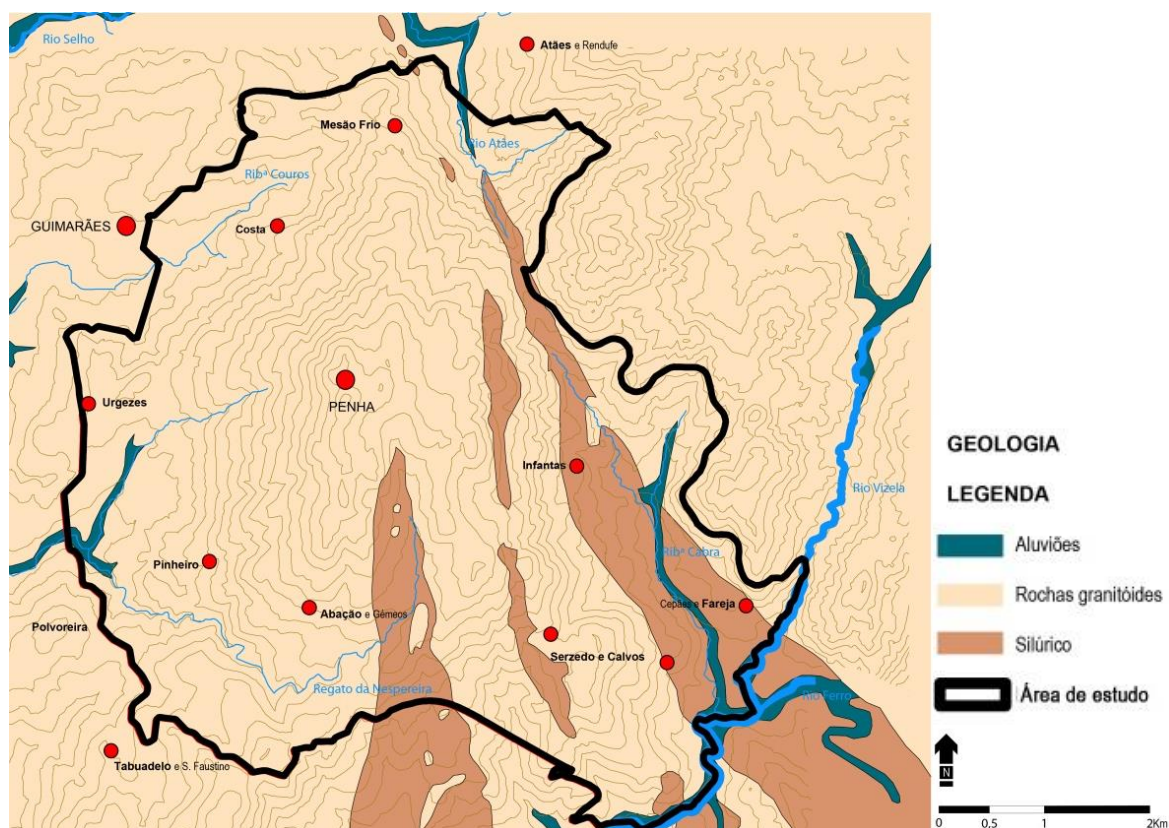 Rio Selho
Atães e Rendufe
Mesão Frio
Rio Atães
Ribª Couros
GUIMARÃES
Costa
PENHA
Urgezes
Infantas
Rio Vizela
Pinheiro
Ribª Cabra
Cepães e Fareja
Abação e Gémeos
Polvoreira
Serzedo e Calvos
Regato da Nespereira
Rio Ferro
Tabuadelo e S. Faustino
GEOLOGIA
LEGENDA
Aluviões
Rochas granitóides
Silúrico
Área de estudo
N
0 0,5 1 2Km